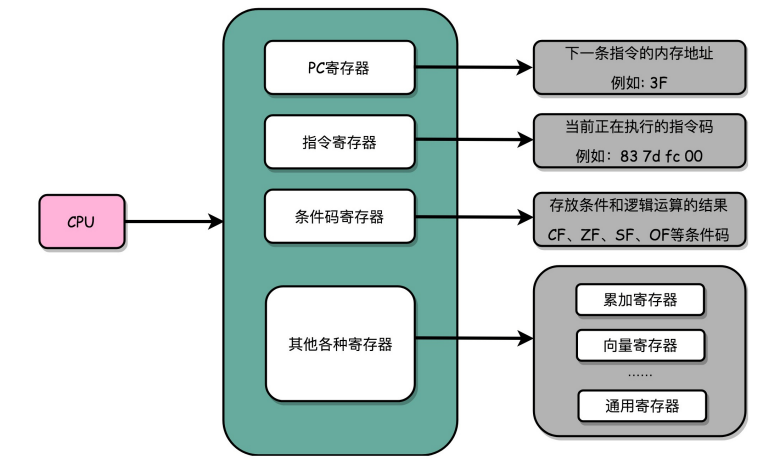 CPU
PC寄存器
下一条指令的内存地址
例如: 3F
指令寄存器
当前正在执行的指令码
例如：83 7d fc 00
条件码寄存器
存放条件和逻辑运算的结果
CF、ZF、SF、OF等条件码
其他各种寄存器
累加寄存器
向量寄存器
......
通用寄存器